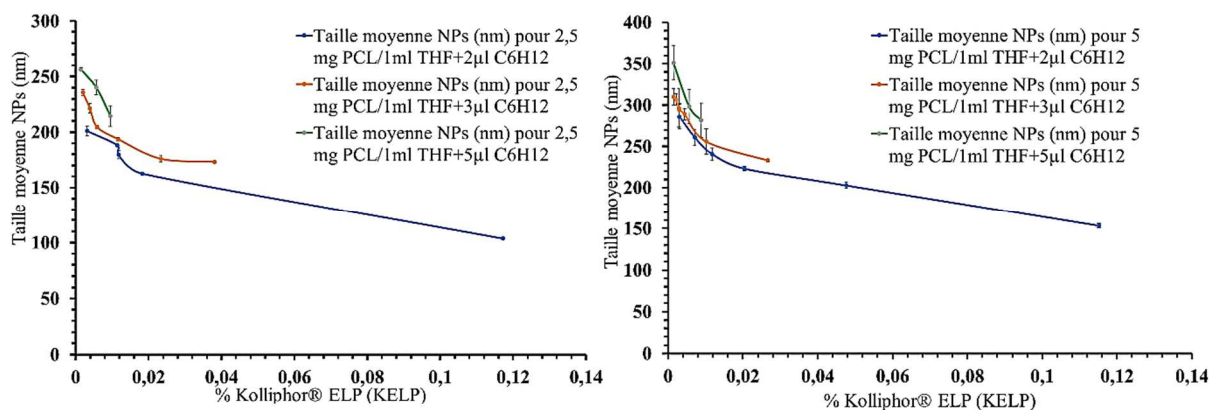 300
250
200
150
100
50
0
Taille moyenne NPs (nm)
Taille moyenne NPs (nm) pour 2,5
mg PCL/1ml THF+2µl C6H12
Taille moyenne NPs (nm) pour 2,5
mg PCL/1ml THF+3µl C6H12
Taille moyenne NPs (nm) pour 2,5
mg PCL/1ml THF+5µl C6H12
0 0,02 0,04 0,06 0,08 0,1 0,12 0,14
% Kolliphor® ELP (KELP)
400
350
300
250
200
150
100
50
0
Taille moyenne NPs (nm)
Taille moyenne NPs (nm) pour 5
mg PCL/1ml THF+2µl C6H12
Taille moyenne NPs (nm) pour 5
mg PCL/1ml THF+3µl C6H12
Taille moyenne NPs (nm) pour 5
mg PCL/1ml THF+5µl C6H12
0 0,02 0,04 0,06 0,08 0,1 0,12 0,14
% Kolliphor® ELP (KELP)